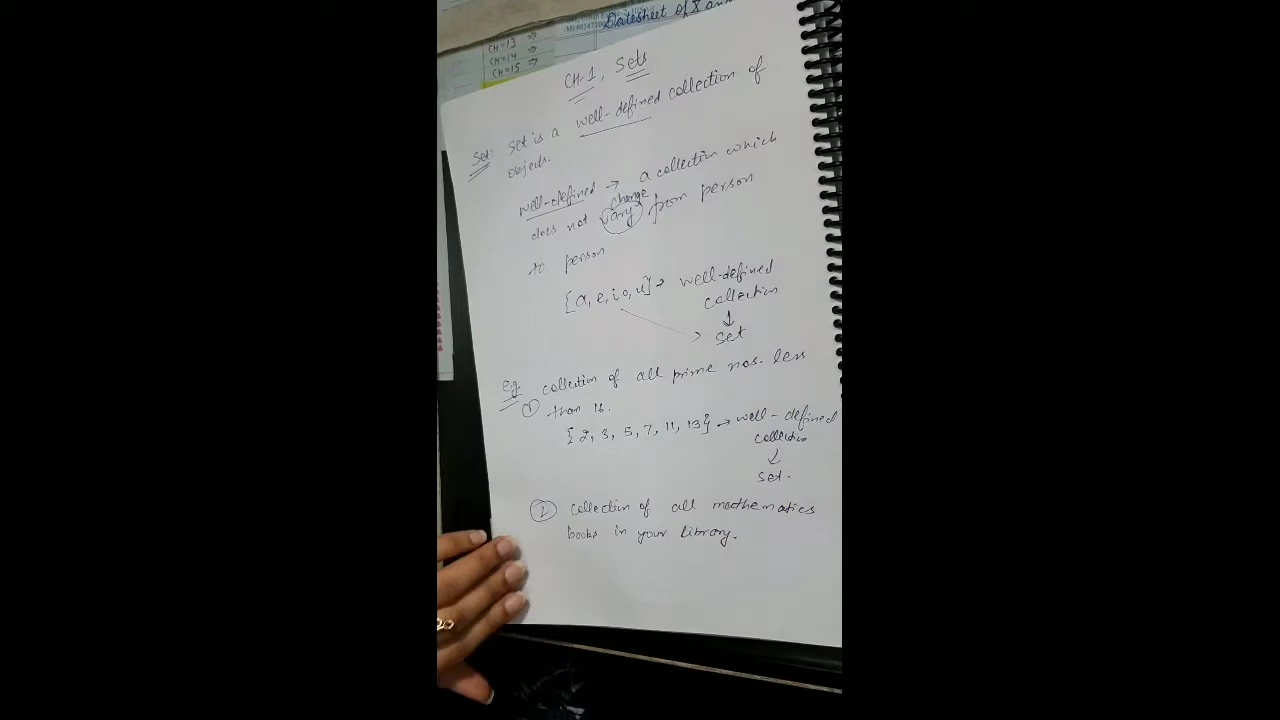 Datesheet of X ann
CH=13 ⇒
CH=14 ⇒
CH=15 ⇒
CH-1, Sets
Set: Set is a well-defined collection of
objects.
well-defined → a collection which
change
does not vary from person
to person
{a, e, i, o, u} → well-defined
collection
↓
set
eg. collection of all prime nos. less
① than 16.
{2, 3, 5, 7, 11, 13} → well-defined
collection
↓
set.
② collection of all mathematics
books in your library.